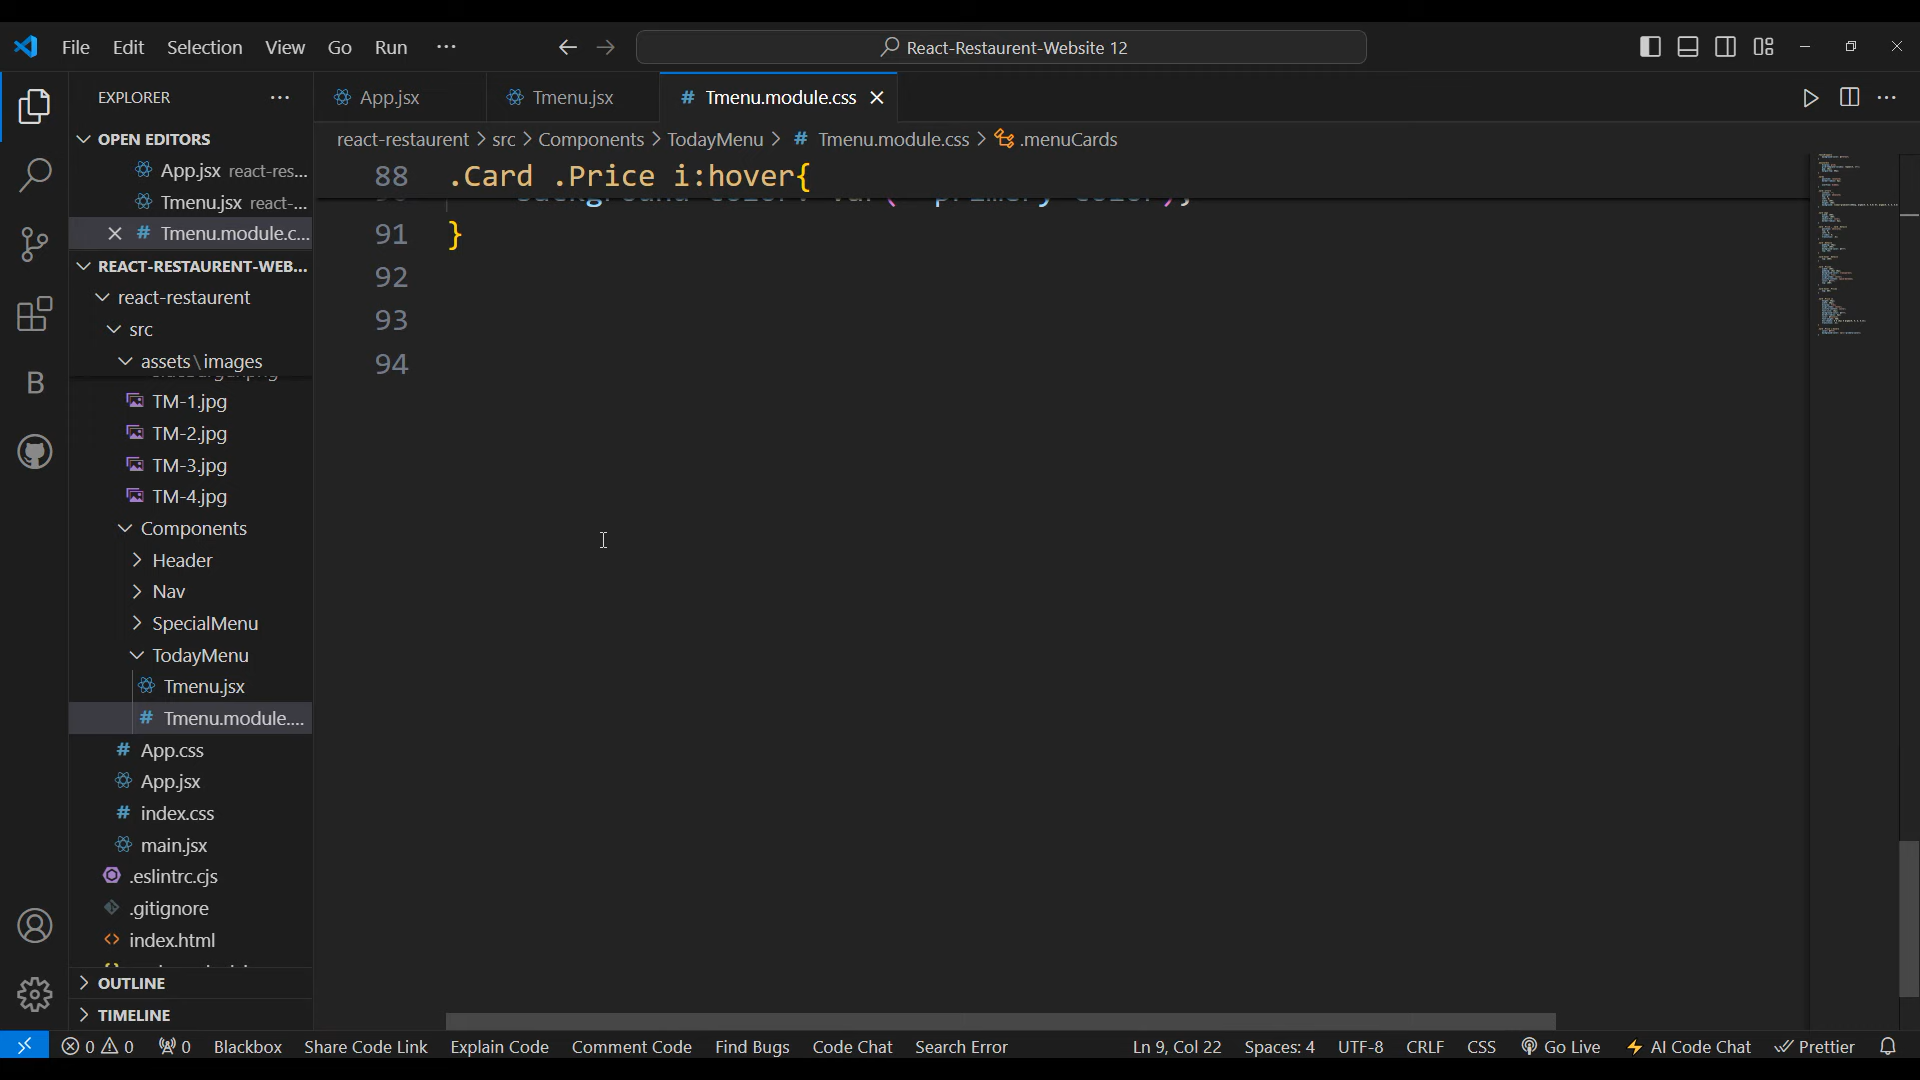 File Edit Selection View Go Run ···
React-Restaurent-Website 12
EXPLORER ···
App.jsx
Tmenu.jsx
# Tmenu.module.css
OPEN EDITORS
App.jsx react-res...
Tmenu.jsx react-...
# Tmenu.module.c...
REACT-RESTAURENT-WEB...
react-restaurent
src
assets\images
TM-1.jpg
TM-2.jpg
TM-3.jpg
TM-4.jpg
Components
Header
Nav
SpecialMenu
TodayMenu
Tmenu.jsx
# Tmenu.module....
# App.css
App.jsx
# index.css
main.jsx
.eslintrc.cjs
.gitignore
<> index.html
OUTLINE
TIMELINE
B
react-restaurent > src > Components > TodayMenu > # Tmenu.module.css > .menuCards
88 .Card .Price i:hover{
91 }
92
93
94
0 0 0 Blackbox Share Code Link Explain Code Comment Code Find Bugs Code Chat Search Error Ln 9, Col 22 Spaces: 4 UTF-8 CRLF CSS Go Live AI Code Chat Prettier